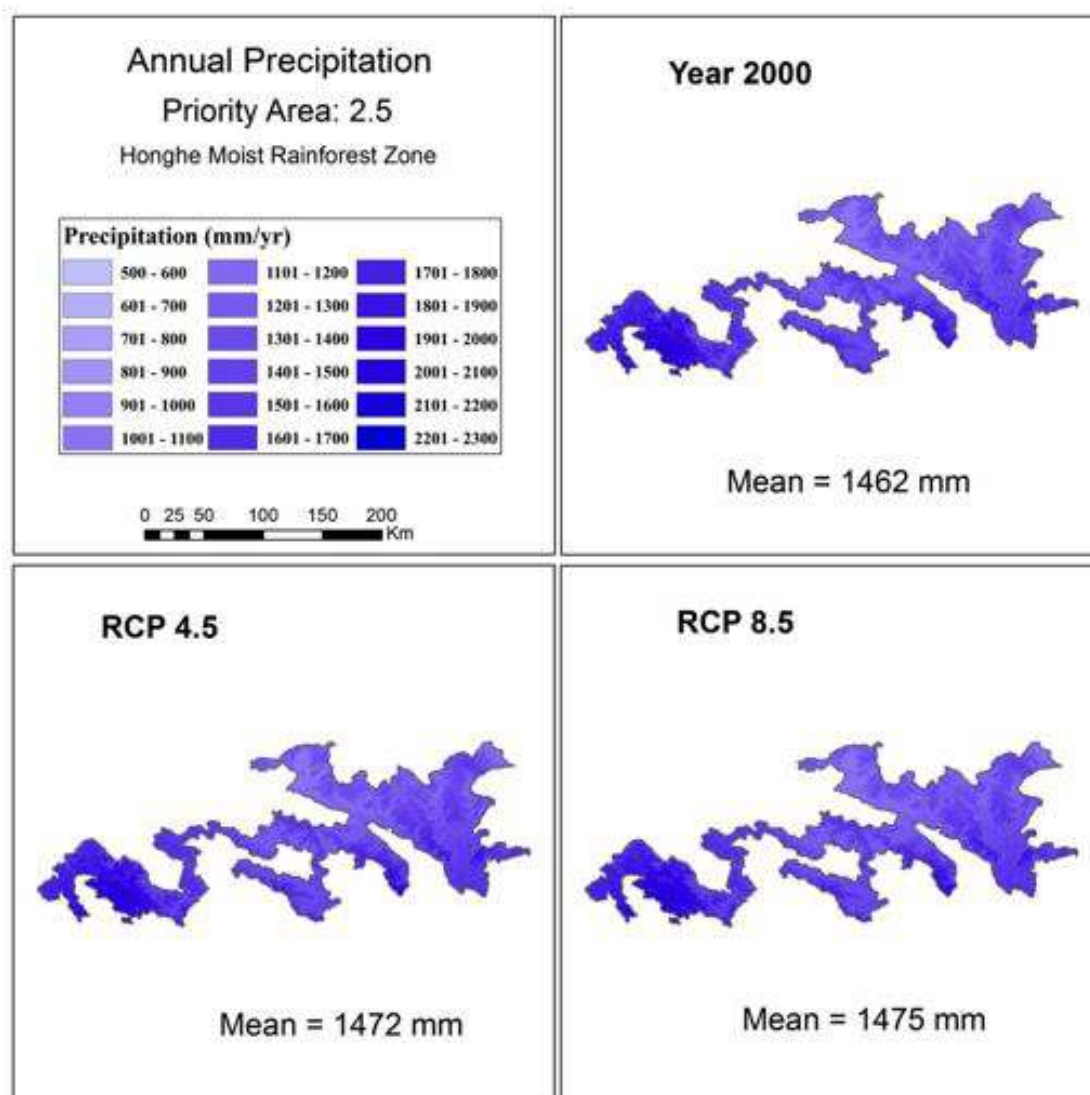 Annual Precipitation
Priority Area: 2.5
Honghe Moist Rainforest Zone
Precipitation (mm/yr)
500 - 600 1101 - 1200 1701 - 1800
601 - 700 1201 - 1300 1801 - 1900
701 - 800 1301 - 1400 1901 - 2000
801 - 900 1401 - 1500 2001 - 2100
901 - 1000 1501 - 1600 2101 - 2200
1001 - 1100 1601 - 1700 2201 - 2300
0 25 50 100 150 200
Km
Year 2000
Mean = 1462 mm
RCP 4.5
Mean = 1472 mm
RCP 8.5
Mean = 1475 mm